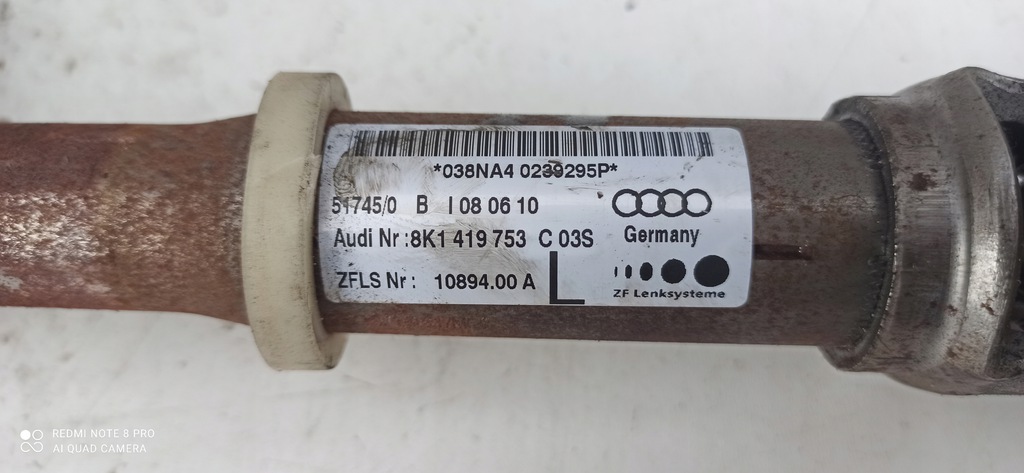 *038NA4 0239295P*
51745/0 B I 08 06 10
Audi Nr :8K1 419 753 C 03S
Germany
ZFLS Nr : 10894.00 A L
ZF Lenksysteme
REDMI NOTE 8 PRO
AI QUAD CAMERA